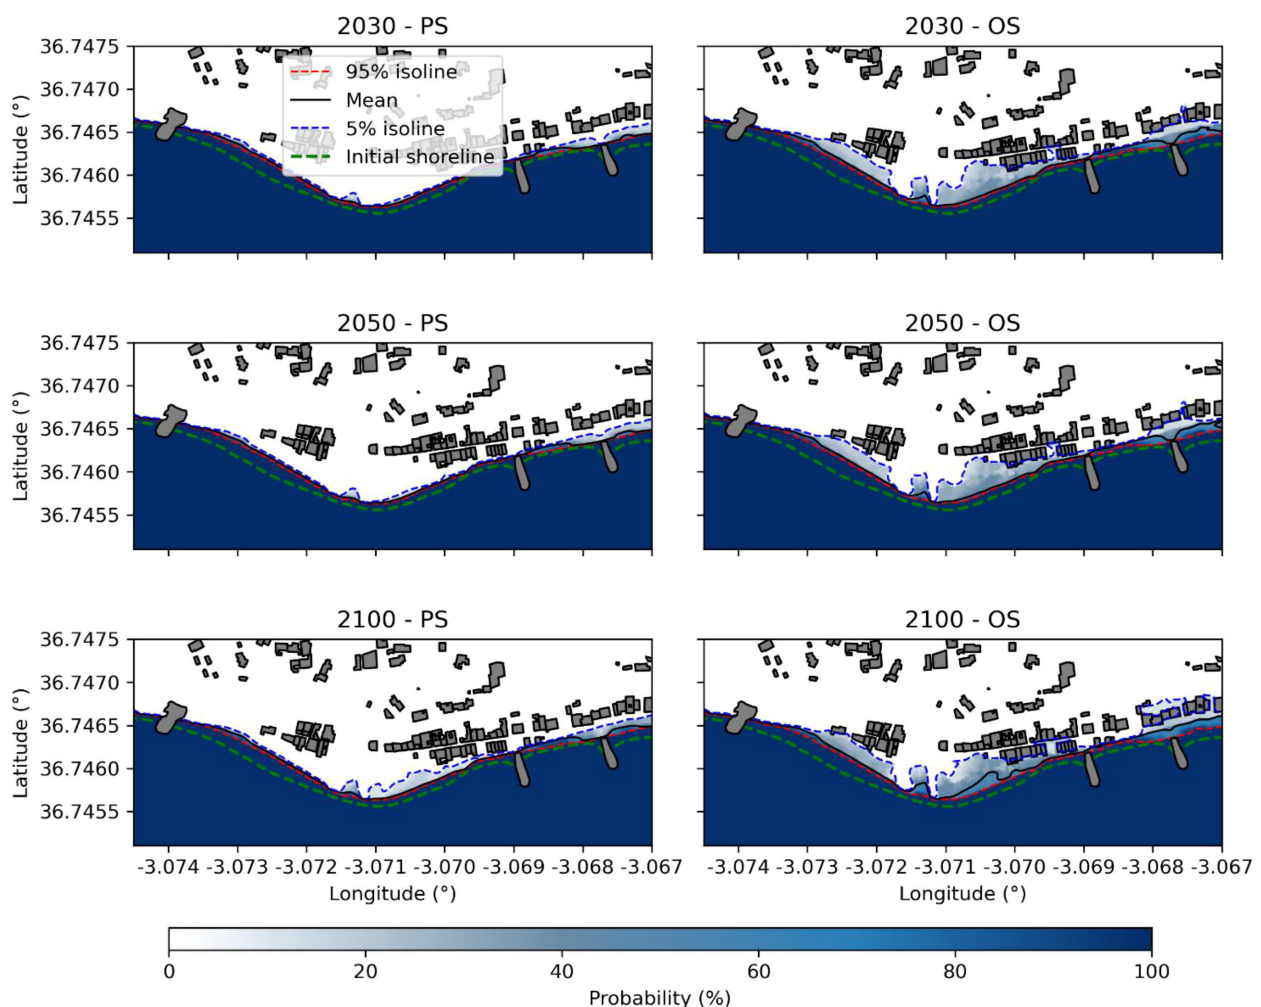 2030 - PS
2030 - OS
36.7475
36.7470
36.7465
36.7460
36.7455
Latitude (°)
95% isoline
Mean
5% isoline
Initial shoreline
2050 - PS
2050 - OS
36.7475
36.7470
36.7465
36.7460
36.7455
Latitude (°)
2100 - PS
2100 - OS
36.7475
36.7470
36.7465
36.7460
36.7455
Latitude (°)
-3.074 -3.073 -3.072 -3.071 -3.070 -3.069 -3.068 -3.067
-3.074 -3.073 -3.072 -3.071 -3.070 -3.069 -3.068 -3.067
Longitude (°)
Longitude (°)
0 20 40 60 80 100
Probability (%)